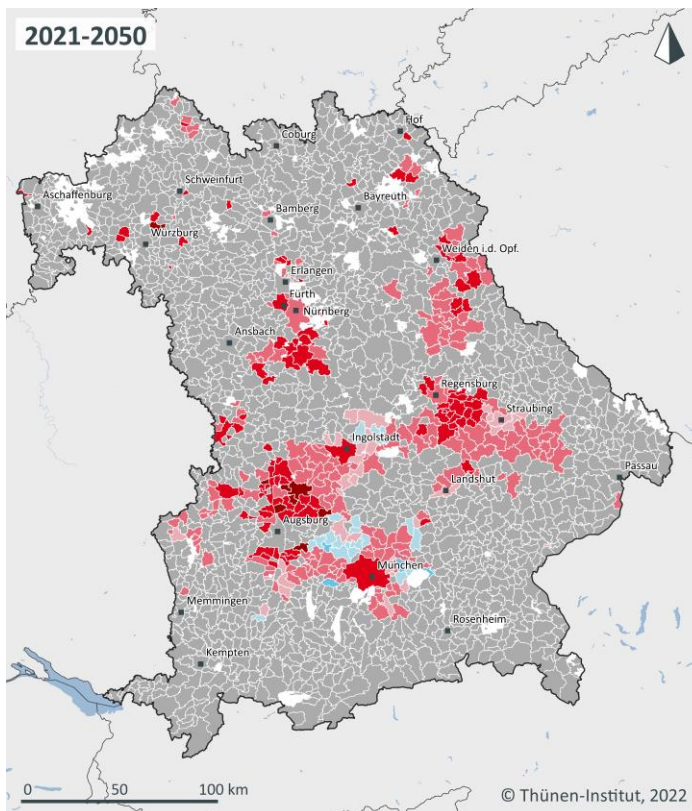 2021-2050
Hof
Coburg
Schweinfurt
Aschaffenburg
Bayreuth
Bamberg
Würzburg
Weiden i.d. Opf.
Erlangen
Fürth
Nürnberg
Ansbach
Regensburg
Straubing
Ingolstadt
Passau
Landshut
Augsburg
München
Memmingen
Rosenheim
Kempten
0 50 100 km
© Thünen-Institut, 2022